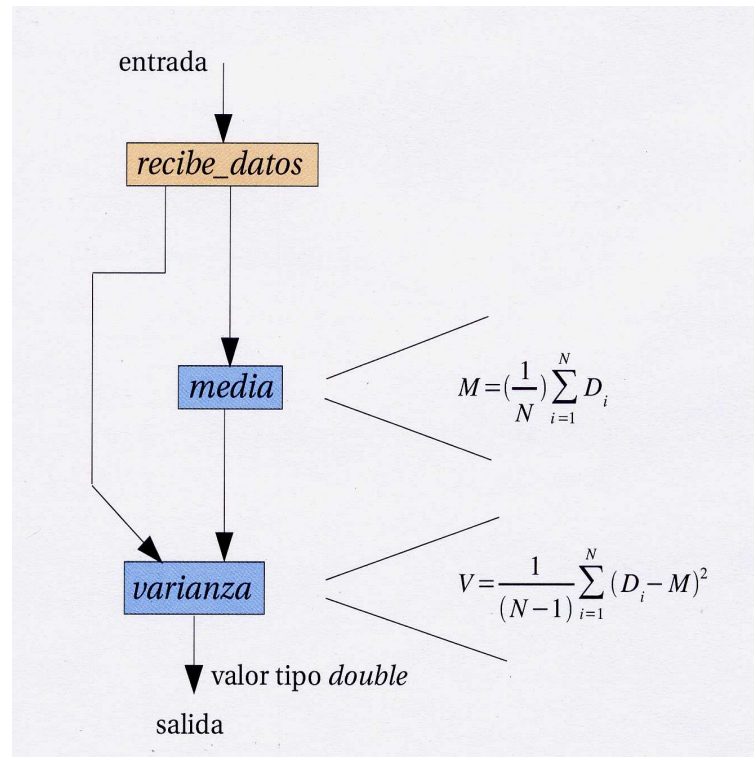 entrada
recibe_datos
media
M=(1/N)∑_{i=1}^{N} D_i
varianza
V=1/(N−1)∑_{i=1}^{N}(D_i−M)^2
valor tipo double
salida